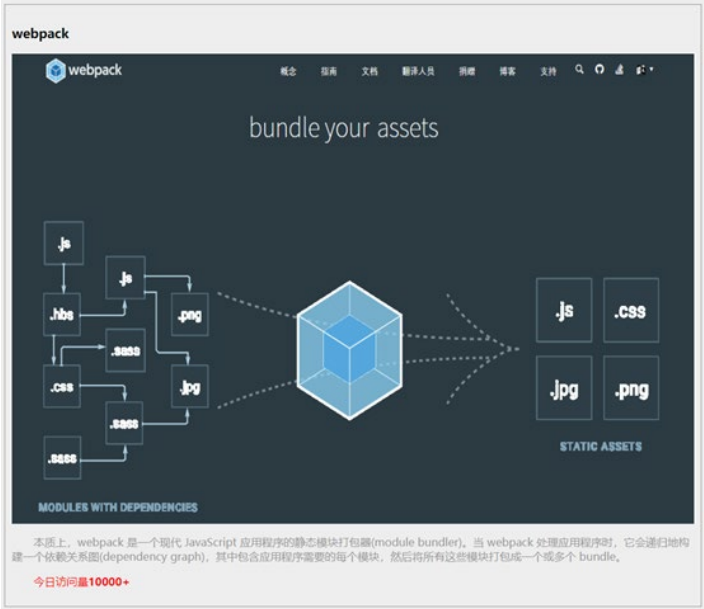 webpack
webpack 概念 指南 文档 翻译人员 捐赠 博客 支持
bundle your assets
.js
.js
.hbs
.png
.sass
.css
.jpg
.sass
.sass
MODULES WITH DEPENDENCIES
.js .css
.jpg .png
STATIC ASSETS
本质上，webpack 是一个现代 JavaScript 应用程序的静态模块打包器(module bundler)。当 webpack 处理应用程序时，它会递归地构
建一个依赖关系图(dependency graph)，其中包含应用程序需要的每个模块，然后将所有这些模块打包成一个或多个 bundle。
今日访问量10000+